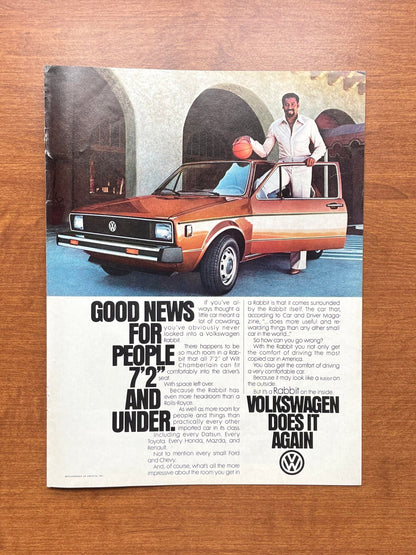 GOOD NEWS
FOR
PEOPLE
7'2"
AND
UNDER.
If you've al-
ways thought a
little car meant a
lot of crowding,
you've obviously never
looked into a Volkswagen
Rabbit.
There happens to be
so much room in a Rab-
bit that all 7'2" of Wilt
Chamberlain can fit
comfortably into the driver's
seat.
With space left over.
Because the Rabbit has
even more headroom than a
Rolls-Royce.
As well as more room for
people and things than
practically every other
imported car in its class.
Including every Datsun. Every
Toyota. Every Honda, Mazda, and
Renault.
Not to mention every small Ford
and Chevy.
And, of course, what's all the more
impressive about the room you get in
a Rabbit is that it comes surrounded
by the Rabbit itself. The car that,
according to Car and Driver Maga-
zine, "...does more useful and re-
warding things than any other small
car in the world..."
So how can you go wrong?
With the Rabbit you not only get
the comfort of driving the most
copied car in America.
You also get the comfort of driving
a very comfortable car.
Because it may look like a Rabbit on
the outside.
But it's a Rabbit on the inside.
VOLKSWAGEN
DOES IT
AGAIN
VW